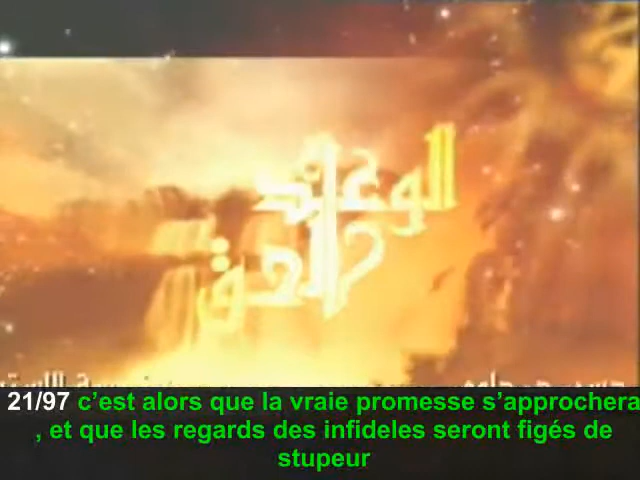 الوعد
الحق
21/97 c’est alors que la vraie promesse s’approchera
, et que les regards des infideles seront figés de
stupeur